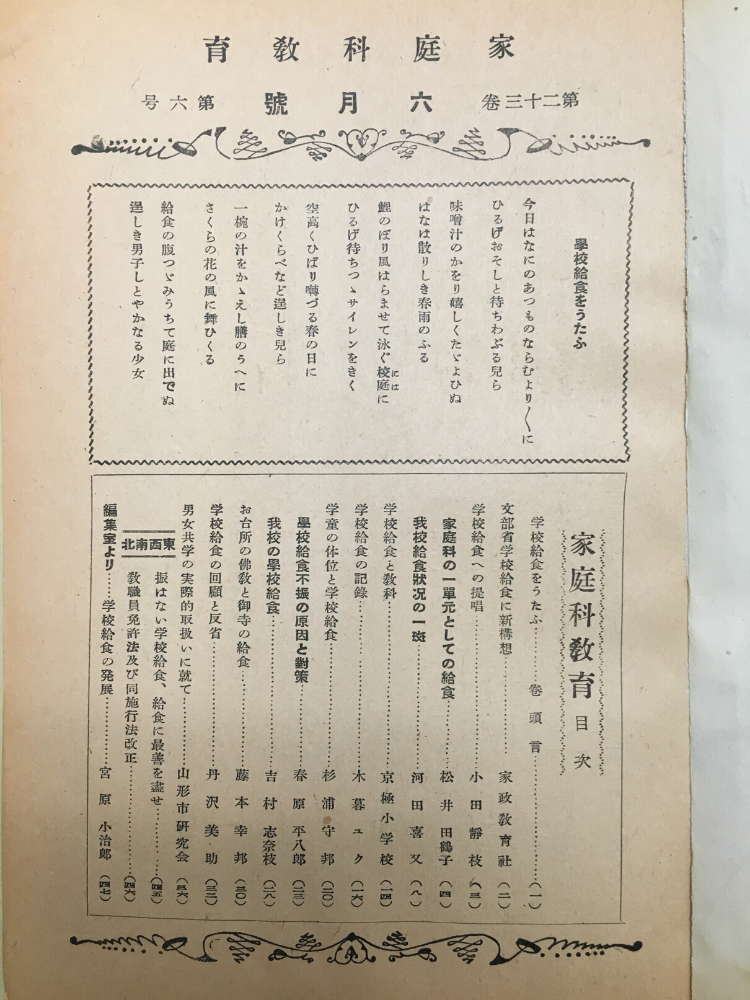 家庭科教育
第二十三巻 六月號 第六号
學校給食をうたふ
今日はなにのあつものならむより〳〵に
ひるげおそしと待ちわぶる兒ら
味噌汁のかをり嬉しくたゞよひぬ
はなは散りしき春雨のふる
鯉のぼり風はらませて泳ぐ校庭には
ひるげ待ちつゝサイレンをきく
空高くひばり囀づる春の日に
かけくらべなど逞しき兒ら
一椀の汁をかゝえし膳のうへに
さくらの花の風に舞ひくる
給食の腹つゞみうちて庭に出でぬ
逞しき男子しとやかなる少女
家庭科教育 目次
学校給食をうたふ…………卷頭言…………(一)
文部省学校給食に新構想…………家政教育社(二)
学校給食への提唱…………小田靜枝(三)
家庭科の一單元としての給食…………松井田鶴子(四)
我校給食狀況の一斑…………河田喜又(八)
学校給食と教科…………京極小学校(一四)
学校給食の記錄…………木暮ユク(一六)
学童の体位と学校給食…………杉浦守邦(二〇)
學校給食不振の原因と對策…………春原平八郎(二三)
我校の學校給食…………吉村志奈枝(二八)
お台所の佛教と御寺の給食…………藤本幸邦(三〇)
学校給食の回顧と反省…………丹沢美助(三二)
男女共学の実際的取扱いに就て…………山形市研究会(三六)
東西南北
振はない学校給食、給食に最善を盡せ…………(四五)
教職員免許法及び同施行法改正…………(四六)
編集室より……学校給食の発展…………宮原小治郎(四七)